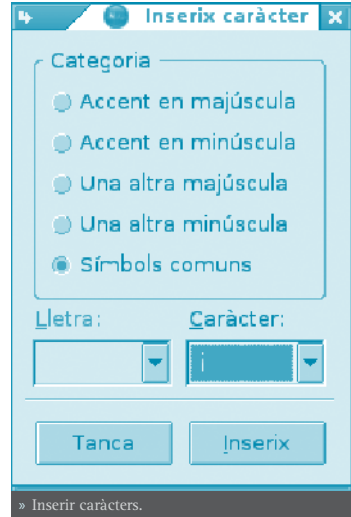 Inserix caràcter
Categoria
Accent en majúscula
Accent en minúscula
Una altra majúscula
Una altra minúscula
Símbols comuns
Lletra: Caràcter:
¡
Tanca Inserix
» Inserir caràcters.